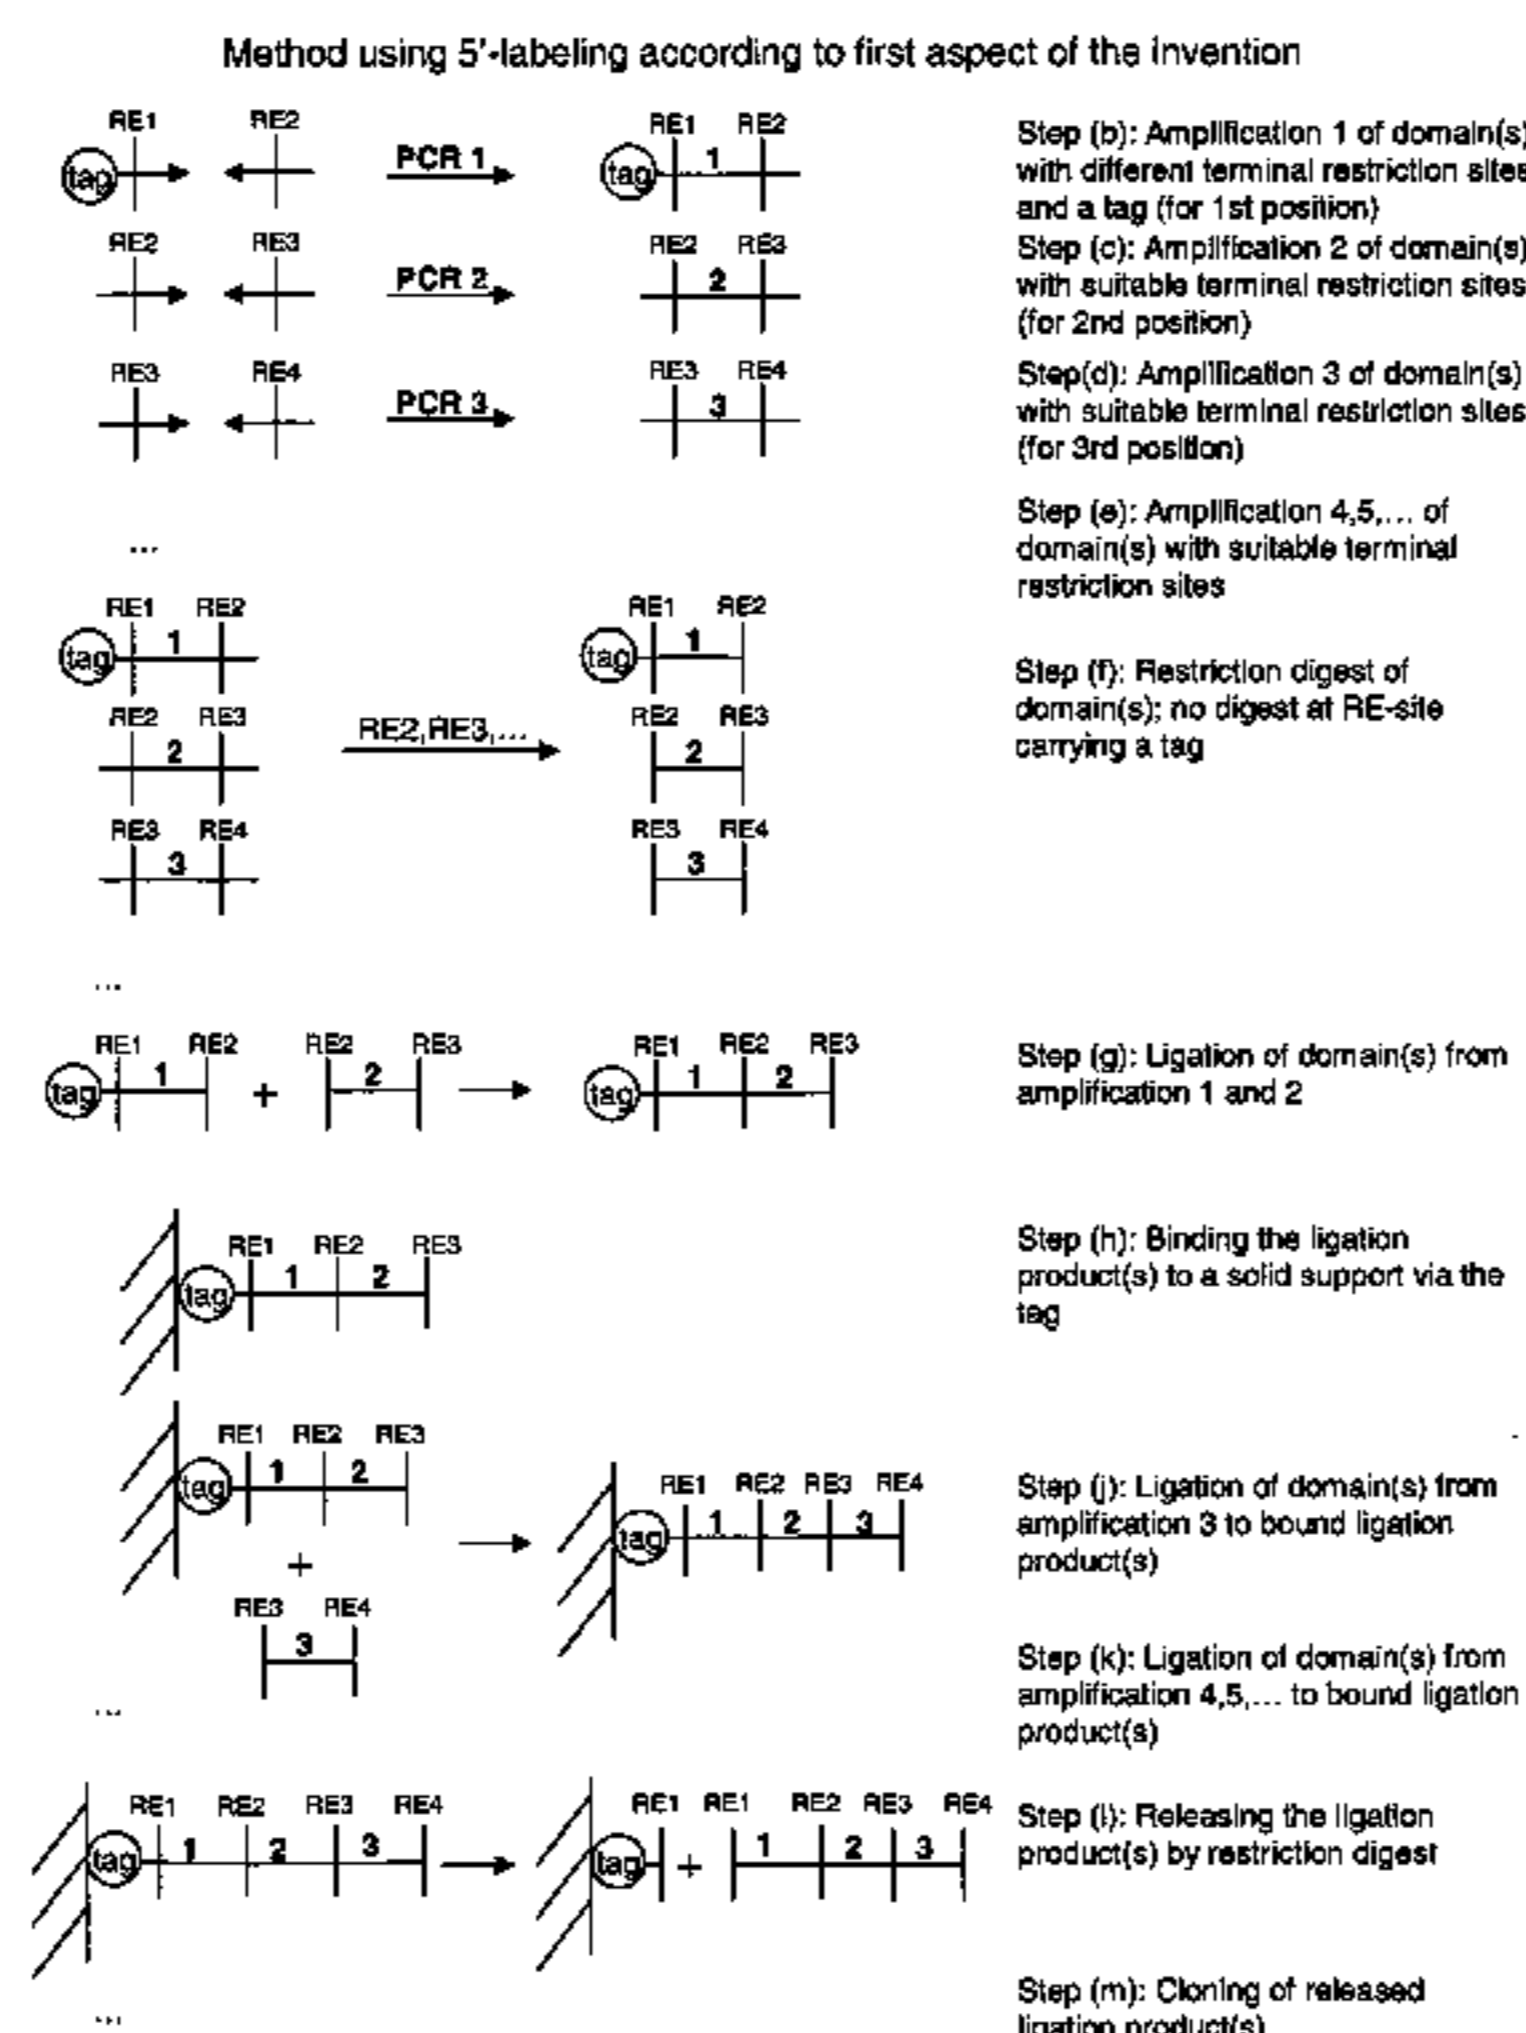 Method using 5'-labeling according to first aspect of the invention
RE1 RE2 RE1 RE2
tag PCR 1 tag 1
Step (b): Amplification 1 of domain(s)
with different terminal restriction sites
and a tag (for 1st position)
RE2 RE3 RE2 RE3
PCR 2 2
Step (c): Amplification 2 of domain(s)
with suitable terminal restriction sites
(for 2nd position)
RE3 RE4 RE3 RE4
PCR 3 3
Step(d): Amplification 3 of domain(s)
with suitable terminal restriction sites
(for 3rd position)
...
Step (e): Amplification 4,5,... of
domain(s) with suitable terminal
restriction sites
RE1 RE2 RE1 RE2
tag 1 tag 1
RE2 RE3 RE2 RE3
2 RE2,RE3,... 2
RE3 RE4 RE3 RE4
3 3
Step (f): Restriction digest of
domain(s); no digest at RE-site
carrying a tag
...
RE1 RE2 RE2 RE3 RE1 RE2 RE3
tag 1 + 2 tag 1 2
Step (g): Ligation of domain(s) from
amplification 1 and 2
RE1 RE2 RE3
tag 1 2
Step (h): Binding the ligation
product(s) to a solid support via the
tag
RE1 RE2 RE3
tag 1 2
+
RE3 RE4
3
RE1 RE2 RE3 RE4
tag 1 2 3
Step (j): Ligation of domain(s) from
amplification 3 to bound ligation
product(s)
...
Step (k): Ligation of domain(s) from
amplification 4,5,... to bound ligation
product(s)
RE1 RE2 RE3 RE4 RE1 RE1 RE2 RE3 RE4
tag 1 2 3 tag + 1 2 3
Step (l): Releasing the ligation
product(s) by restriction digest
...
Step (m): Cloning of released
ligation product(s)